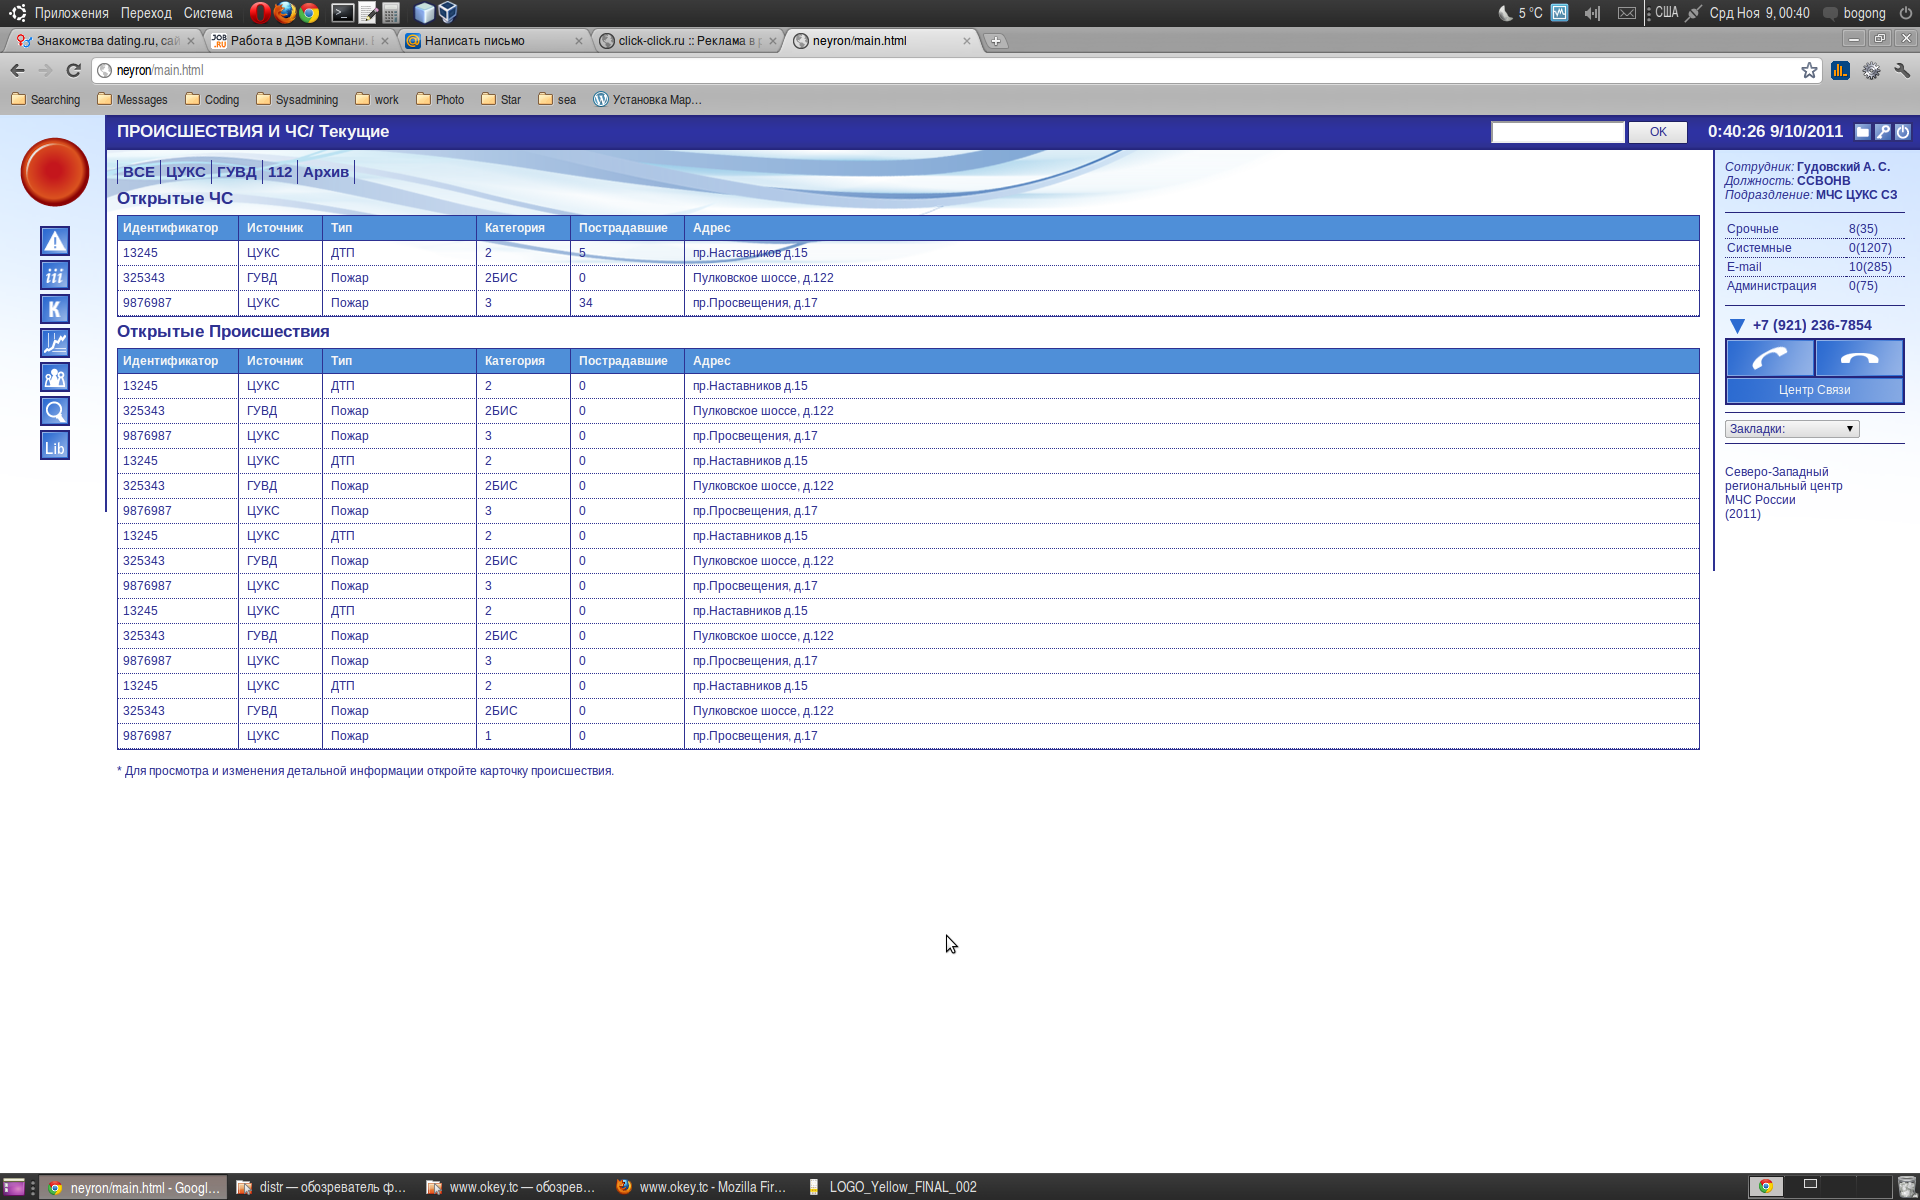 Приложения Переход Система 5 °C США Срд Ноя 9, 00:40 bogong
Знакомства dating.ru, сай Работа в ДЭВ Компани. Написать письмо click-click.ru :: Реклама в neyron/main.html
neyron/main.html
Searching Messages Coding Sysadmining work Photo Star sea Установка Мар...
ПРОИСШЕСТВИЯ И ЧС/ Текущие OK 0:40:26 9/10/2011
ВСЕ ЦУКС ГУВД 112 Архив
Открытые ЧС
Идентификатор Источник Тип Категория Пострадавшие Адрес
13245 ЦУКС ДТП 2 5 пр.Наставников д.15
325343 ГУВД Пожар 2БИС 0 Пулковское шоссе, д.122
9876987 ЦУКС Пожар 3 34 пр.Просвещения, д.17
Открытые Происшествия
Идентификатор Источник Тип Категория Пострадавшие Адрес
13245 ЦУКС ДТП 2 0 пр.Наставников д.15
325343 ГУВД Пожар 2БИС 0 Пулковское шоссе, д.122
9876987 ЦУКС Пожар 3 0 пр.Просвещения, д.17
13245 ЦУКС ДТП 2 0 пр.Наставников д.15
325343 ГУВД Пожар 2БИС 0 Пулковское шоссе, д.122
9876987 ЦУКС Пожар 3 0 пр.Просвещения, д.17
13245 ЦУКС ДТП 2 0 пр.Наставников д.15
325343 ГУВД Пожар 2БИС 0 Пулковское шоссе, д.122
9876987 ЦУКС Пожар 3 0 пр.Просвещения, д.17
13245 ЦУКС ДТП 2 0 пр.Наставников д.15
325343 ГУВД Пожар 2БИС 0 Пулковское шоссе, д.122
9876987 ЦУКС Пожар 3 0 пр.Просвещения, д.17
13245 ЦУКС ДТП 2 0 пр.Наставников д.15
325343 ГУВД Пожар 2БИС 0 Пулковское шоссе, д.122
9876987 ЦУКС Пожар 1 0 пр.Просвещения, д.17
* Для просмотра и изменения детальной информации откройте карточку происшествия.
iii
K
Lib
Сотрудник: Гудовский А. С.
Должность: ССВОНВ
Подразделение: МЧС ЦУКС СЗ
Срочные 8(35)
Системные 0(1207)
E-mail 10(285)
Администрация 0(75)
+7 (921) 236-7854
Центр Связи
Закладки:
Северо-Западный
региональный центр
МЧС России
(2011)
neyron/main.html - Googl... distr — обозреватель ф... www.okey.tc — обозрев... www.okey.tc - Mozilla Fir... LOGO_Yellow_FINAL_002